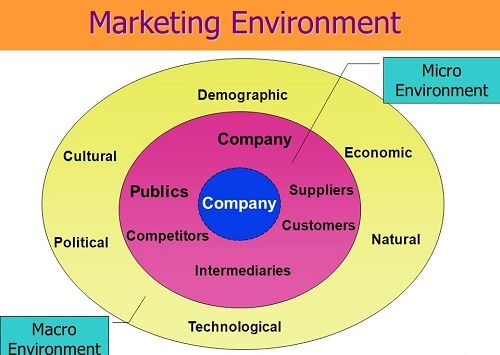 Marketing Environment
Micro
Environment
Demographic
Company
Cultural
Economic
Publics
Suppliers
Company
Customers
Competitors
Political
Natural
Intermediaries
Technological
Macro
Environment